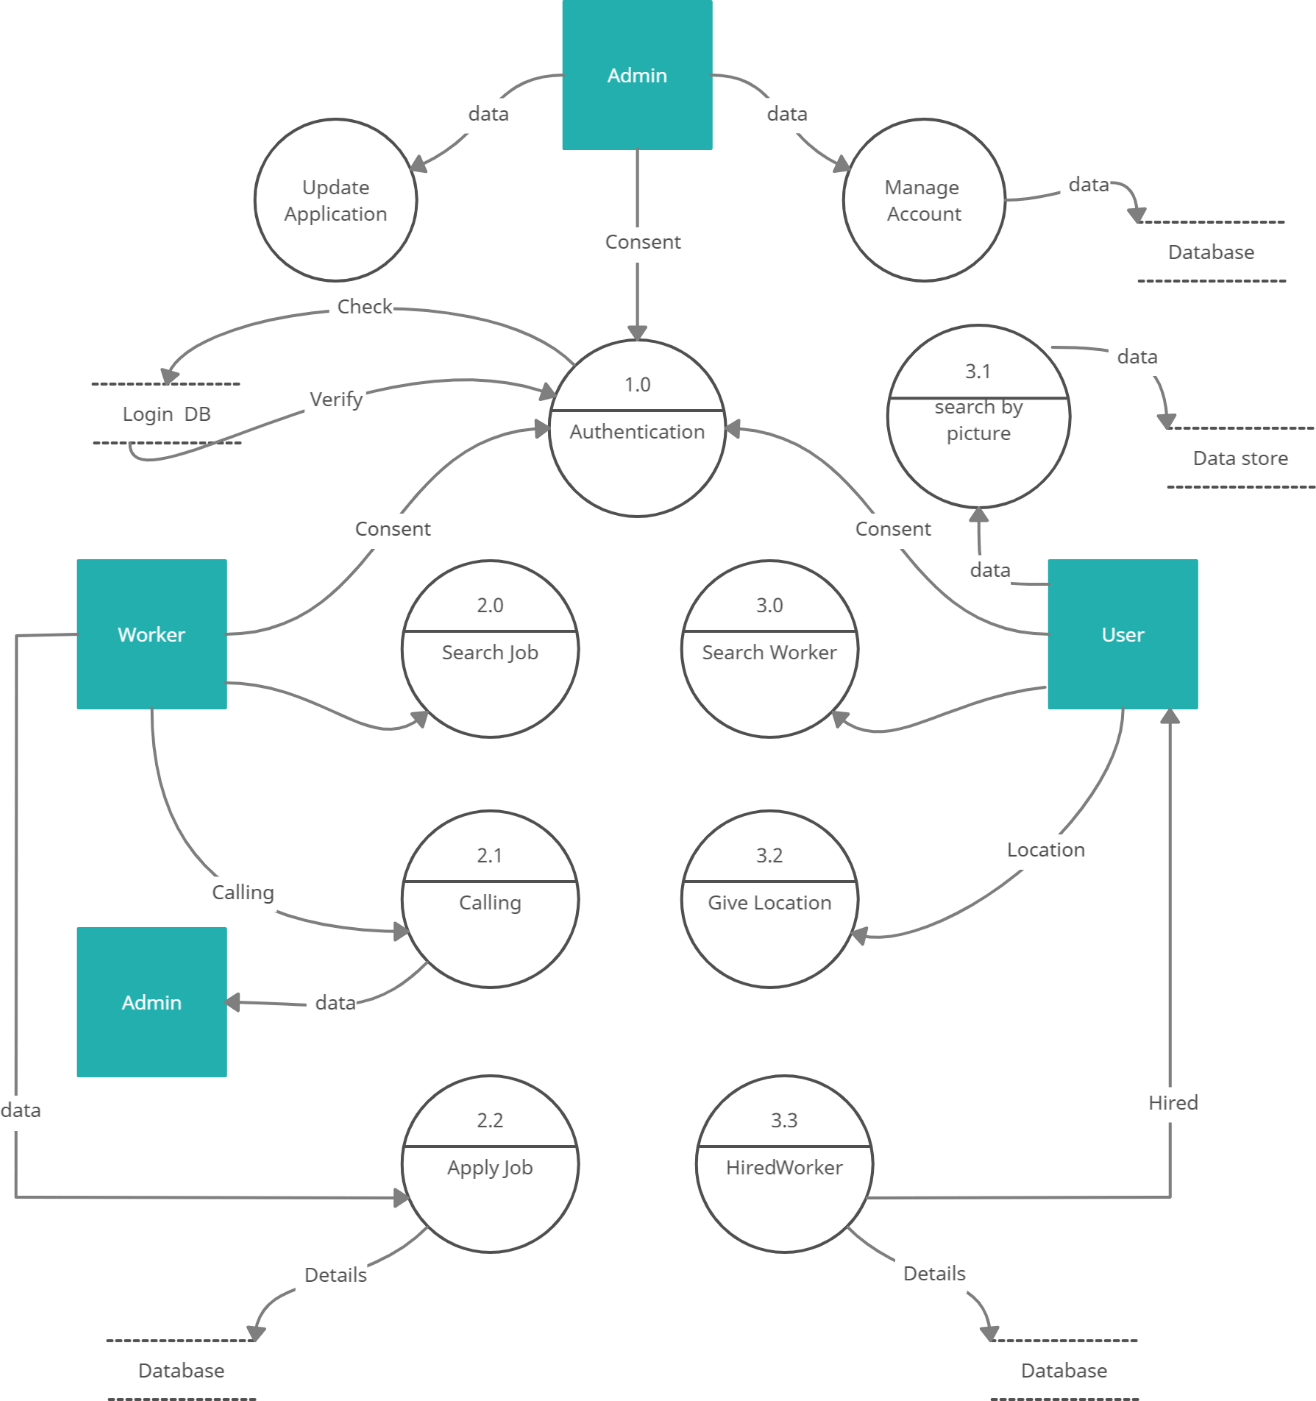 Admin
data
data
Update
Application
Manage
Account
data
Consent
Database
Check
3.1
search by
picture
data
1.0
Authentication
Verify
Login  DB
Data store
Consent
Consent
data
Worker
2.0
Search Job
3.0
Search Worker
User
2.1
Calling
3.2
Give Location
Location
Calling
Admin
data
data
2.2
Apply Job
3.3
HiredWorker
Hired
Details
Details
Database
Database